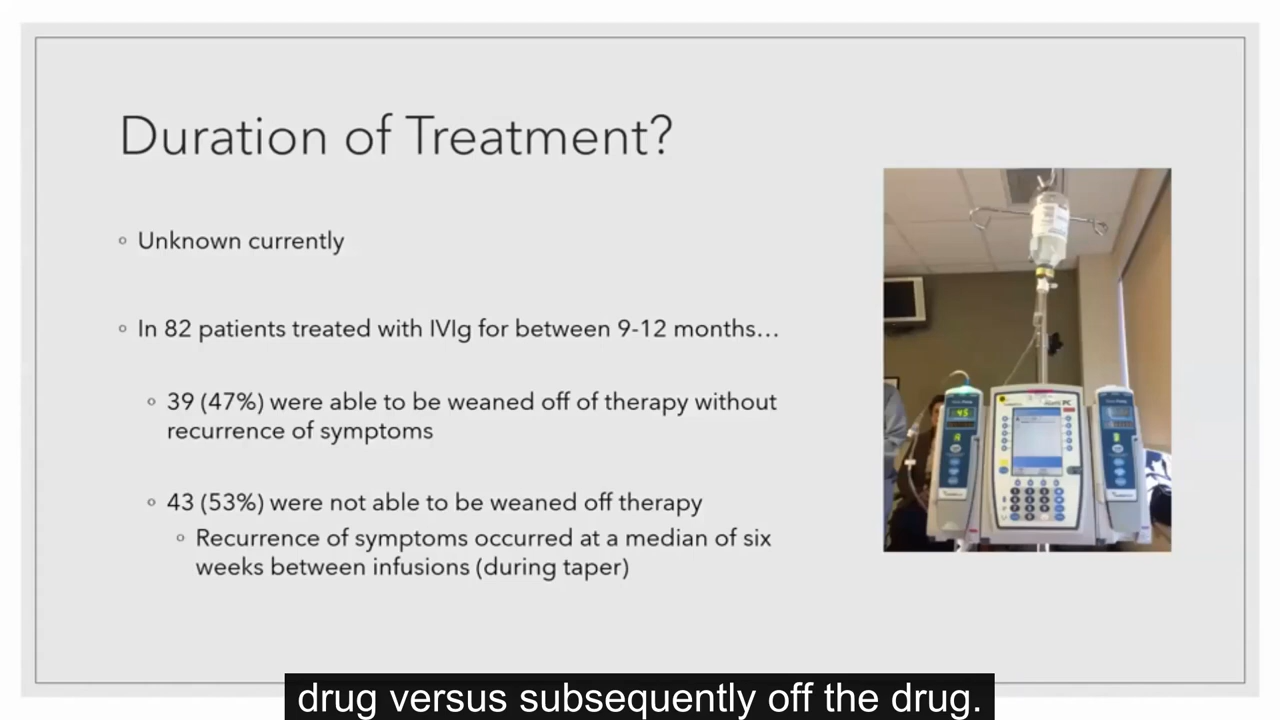 Duration of Treatment?
◦ Unknown currently
◦ In 82 patients treated with IVIg for between 9-12 months…
◦ 39 (47%) were able to be weaned off of therapy without
recurrence of symptoms
◦ 43 (53%) were not able to be weaned off therapy
◦ Recurrence of symptoms occurred at a median of six
weeks between infusions (during taper)
45
A
B
PC
drug versus subsequently off the drug.